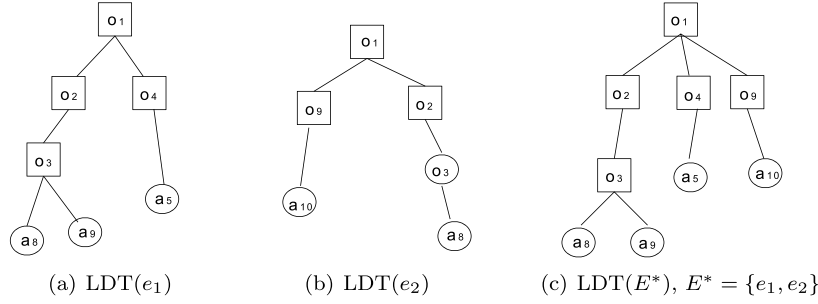 o1
o2 o4
o3
a5
a8 a9
(a) LDT(e1)
o1
o9 o2
o3
a10
a8
(b) LDT(e2)
o1
o2 o4 o9
o3 a5 a10
a8 a9
(c) LDT(E*), E* = {e1, e2}